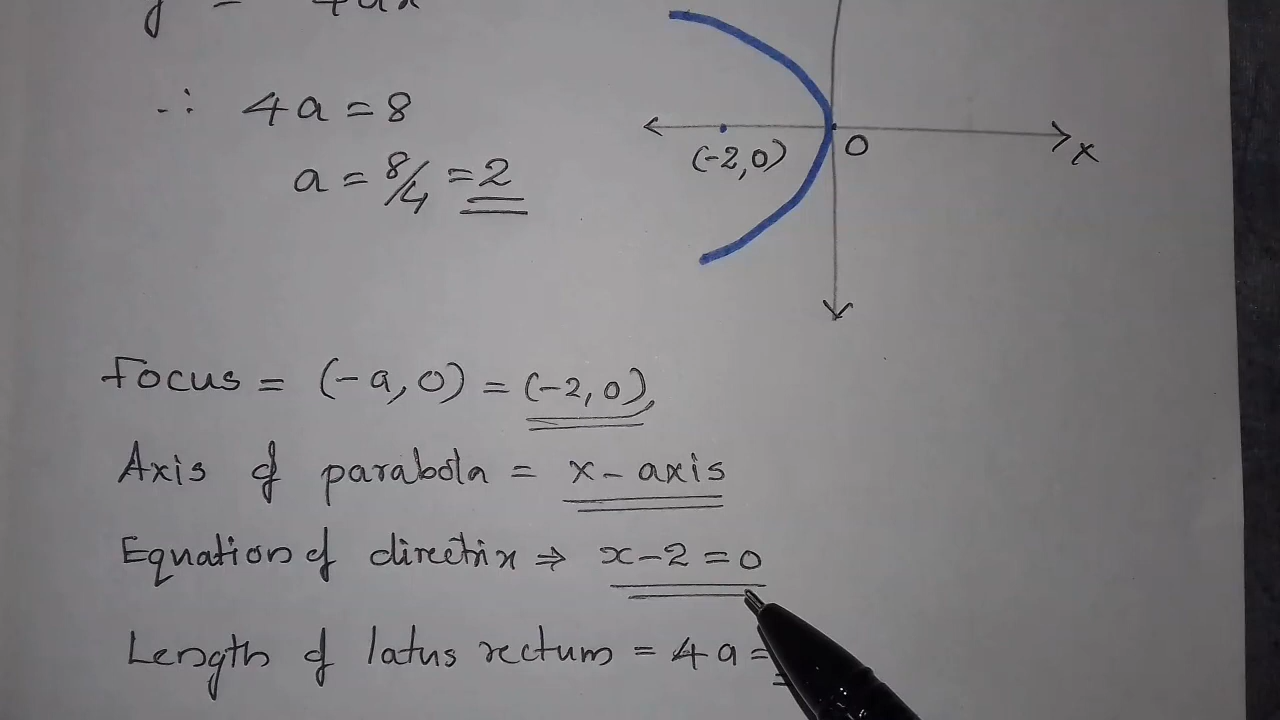 ∴ 4a = 8
a = 8/4 = 2
(-2,0)
O
x
Focus = (-a, 0) = (-2, 0),
Axis of parabola = x-axis
Equation of directrix ⇒ x-2 = 0
Length of latus rectum = 4a =